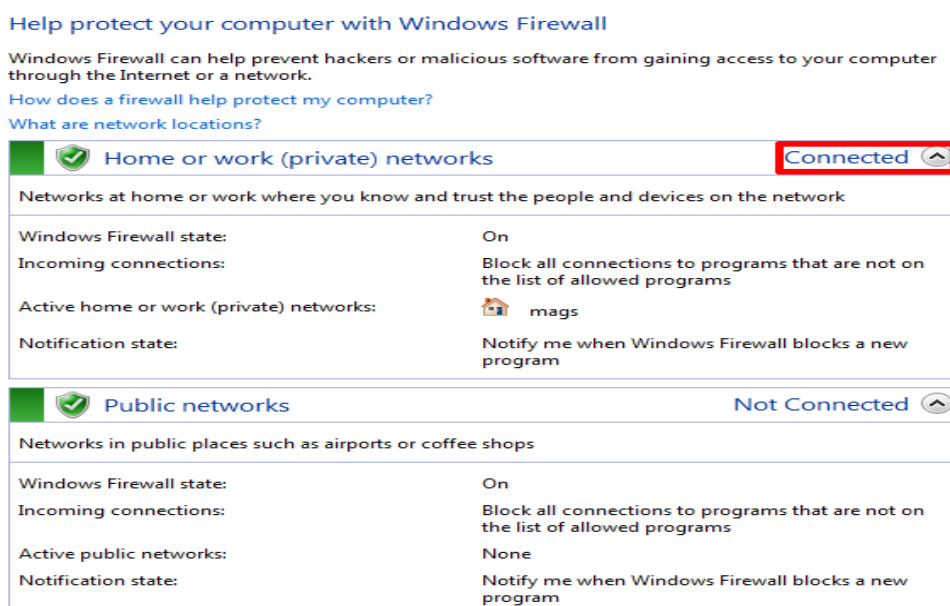 Help protect your computer with Windows Firewall
Windows Firewall can help prevent hackers or malicious software from gaining access to your computer
through the Internet or a network.
How does a firewall help protect my computer?
What are network locations?
Home or work (private) networks Connected
Networks at home or work where you know and trust the people and devices on the network
Windows Firewall state: On
Incoming connections: Block all connections to programs that are not on
the list of allowed programs
Active home or work (private) networks: mags
Notification state: Notify me when Windows Firewall blocks a new
program
Public networks Not Connected
Networks in public places such as airports or coffee shops
Windows Firewall state: On
Incoming connections: Block all connections to programs that are not on
the list of allowed programs
Active public networks: None
Notification state: Notify me when Windows Firewall blocks a new
program